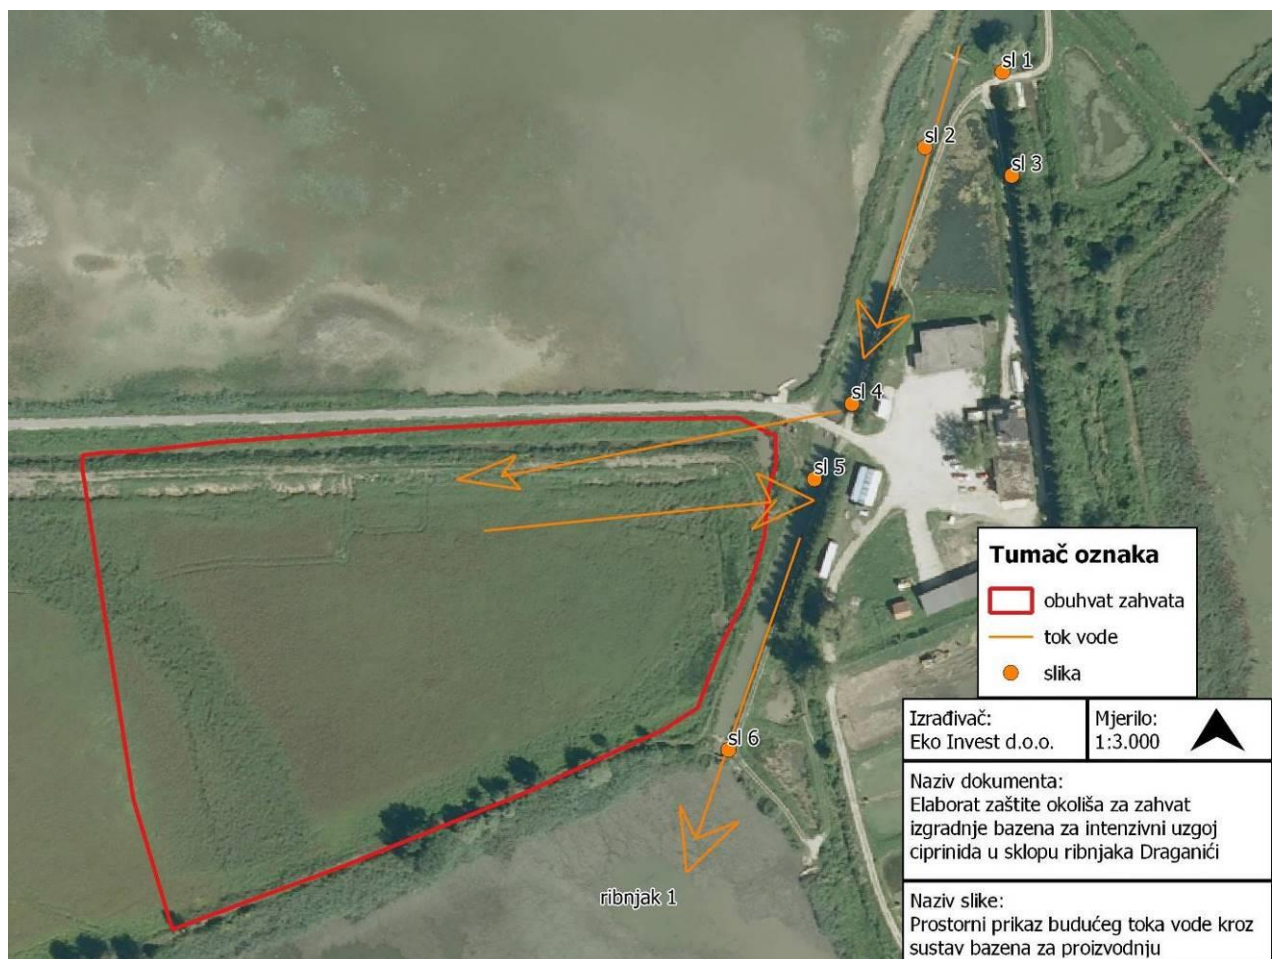 sl 1
sl 2
sl 3
sl 4
sl 5
sl 6
ribnjak 1
Tumač oznaka
obuhvat zahvata
tok vode
slika
Izrađivač:
Eko Invest d.o.o.
Mjerilo:
1:3.000
Naziv dokumenta:
Elaborat zaštite okoliša za zahvat
izgradnje bazena za intenzivni uzgoj
ciprinida u sklopu ribnjaka Draganići
Naziv slike:
Prostorni prikaz budućeg toka vode kroz
sustav bazena za proizvodnju